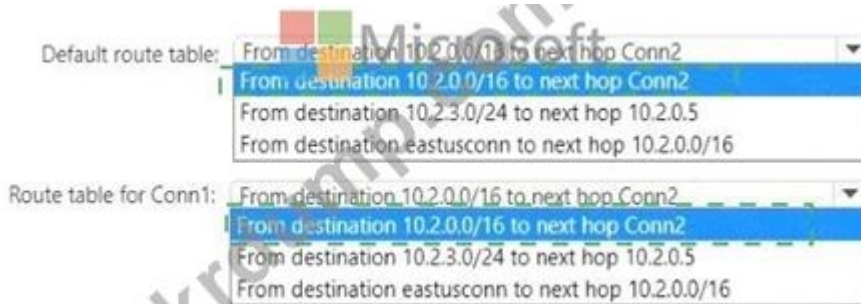 Microsoft
Default route table: From destination 10.2.0.0/16 to next hop Conn2
From destination 10.2.0.0/16 to next hop Conn2
From destination 10.2.3.0/24 to next hop 10.2.0.5
From destination eastusconn to next hop 10.2.0.0/16
Route table for Conn1: From destination 10.2.0.0/16 to next hop Conn2
From destination 10.2.0.0/16 to next hop Conn2
From destination 10.2.3.0/24 to next hop 10.2.0.5
From destination eastusconn to next hop 10.2.0.0/16